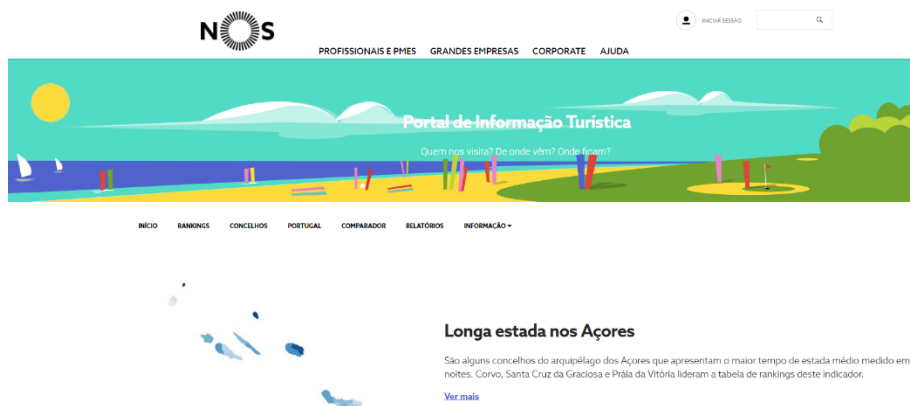 NOS
INICIAR SESSÃO
PROFISSIONAIS E PMES GRANDES EMPRESAS CORPORATE AJUDA
Portal de Informação Turística
Quem nos visita? De onde vêm? Onde ficam?
INÍCIO RANKINGS CONCELHOS PORTUGAL COMPARADOR RELATÓRIOS INFORMAÇÃO
Longa estada nos Açores
São alguns concelhos do arquipélago dos Açores que apresentam o maior tempo de estada médio medido em
noites. Corvo, Santa Cruz da Graciosa e Práia da Vitória lideram a tabela de rankings deste indicador.
Ver mais